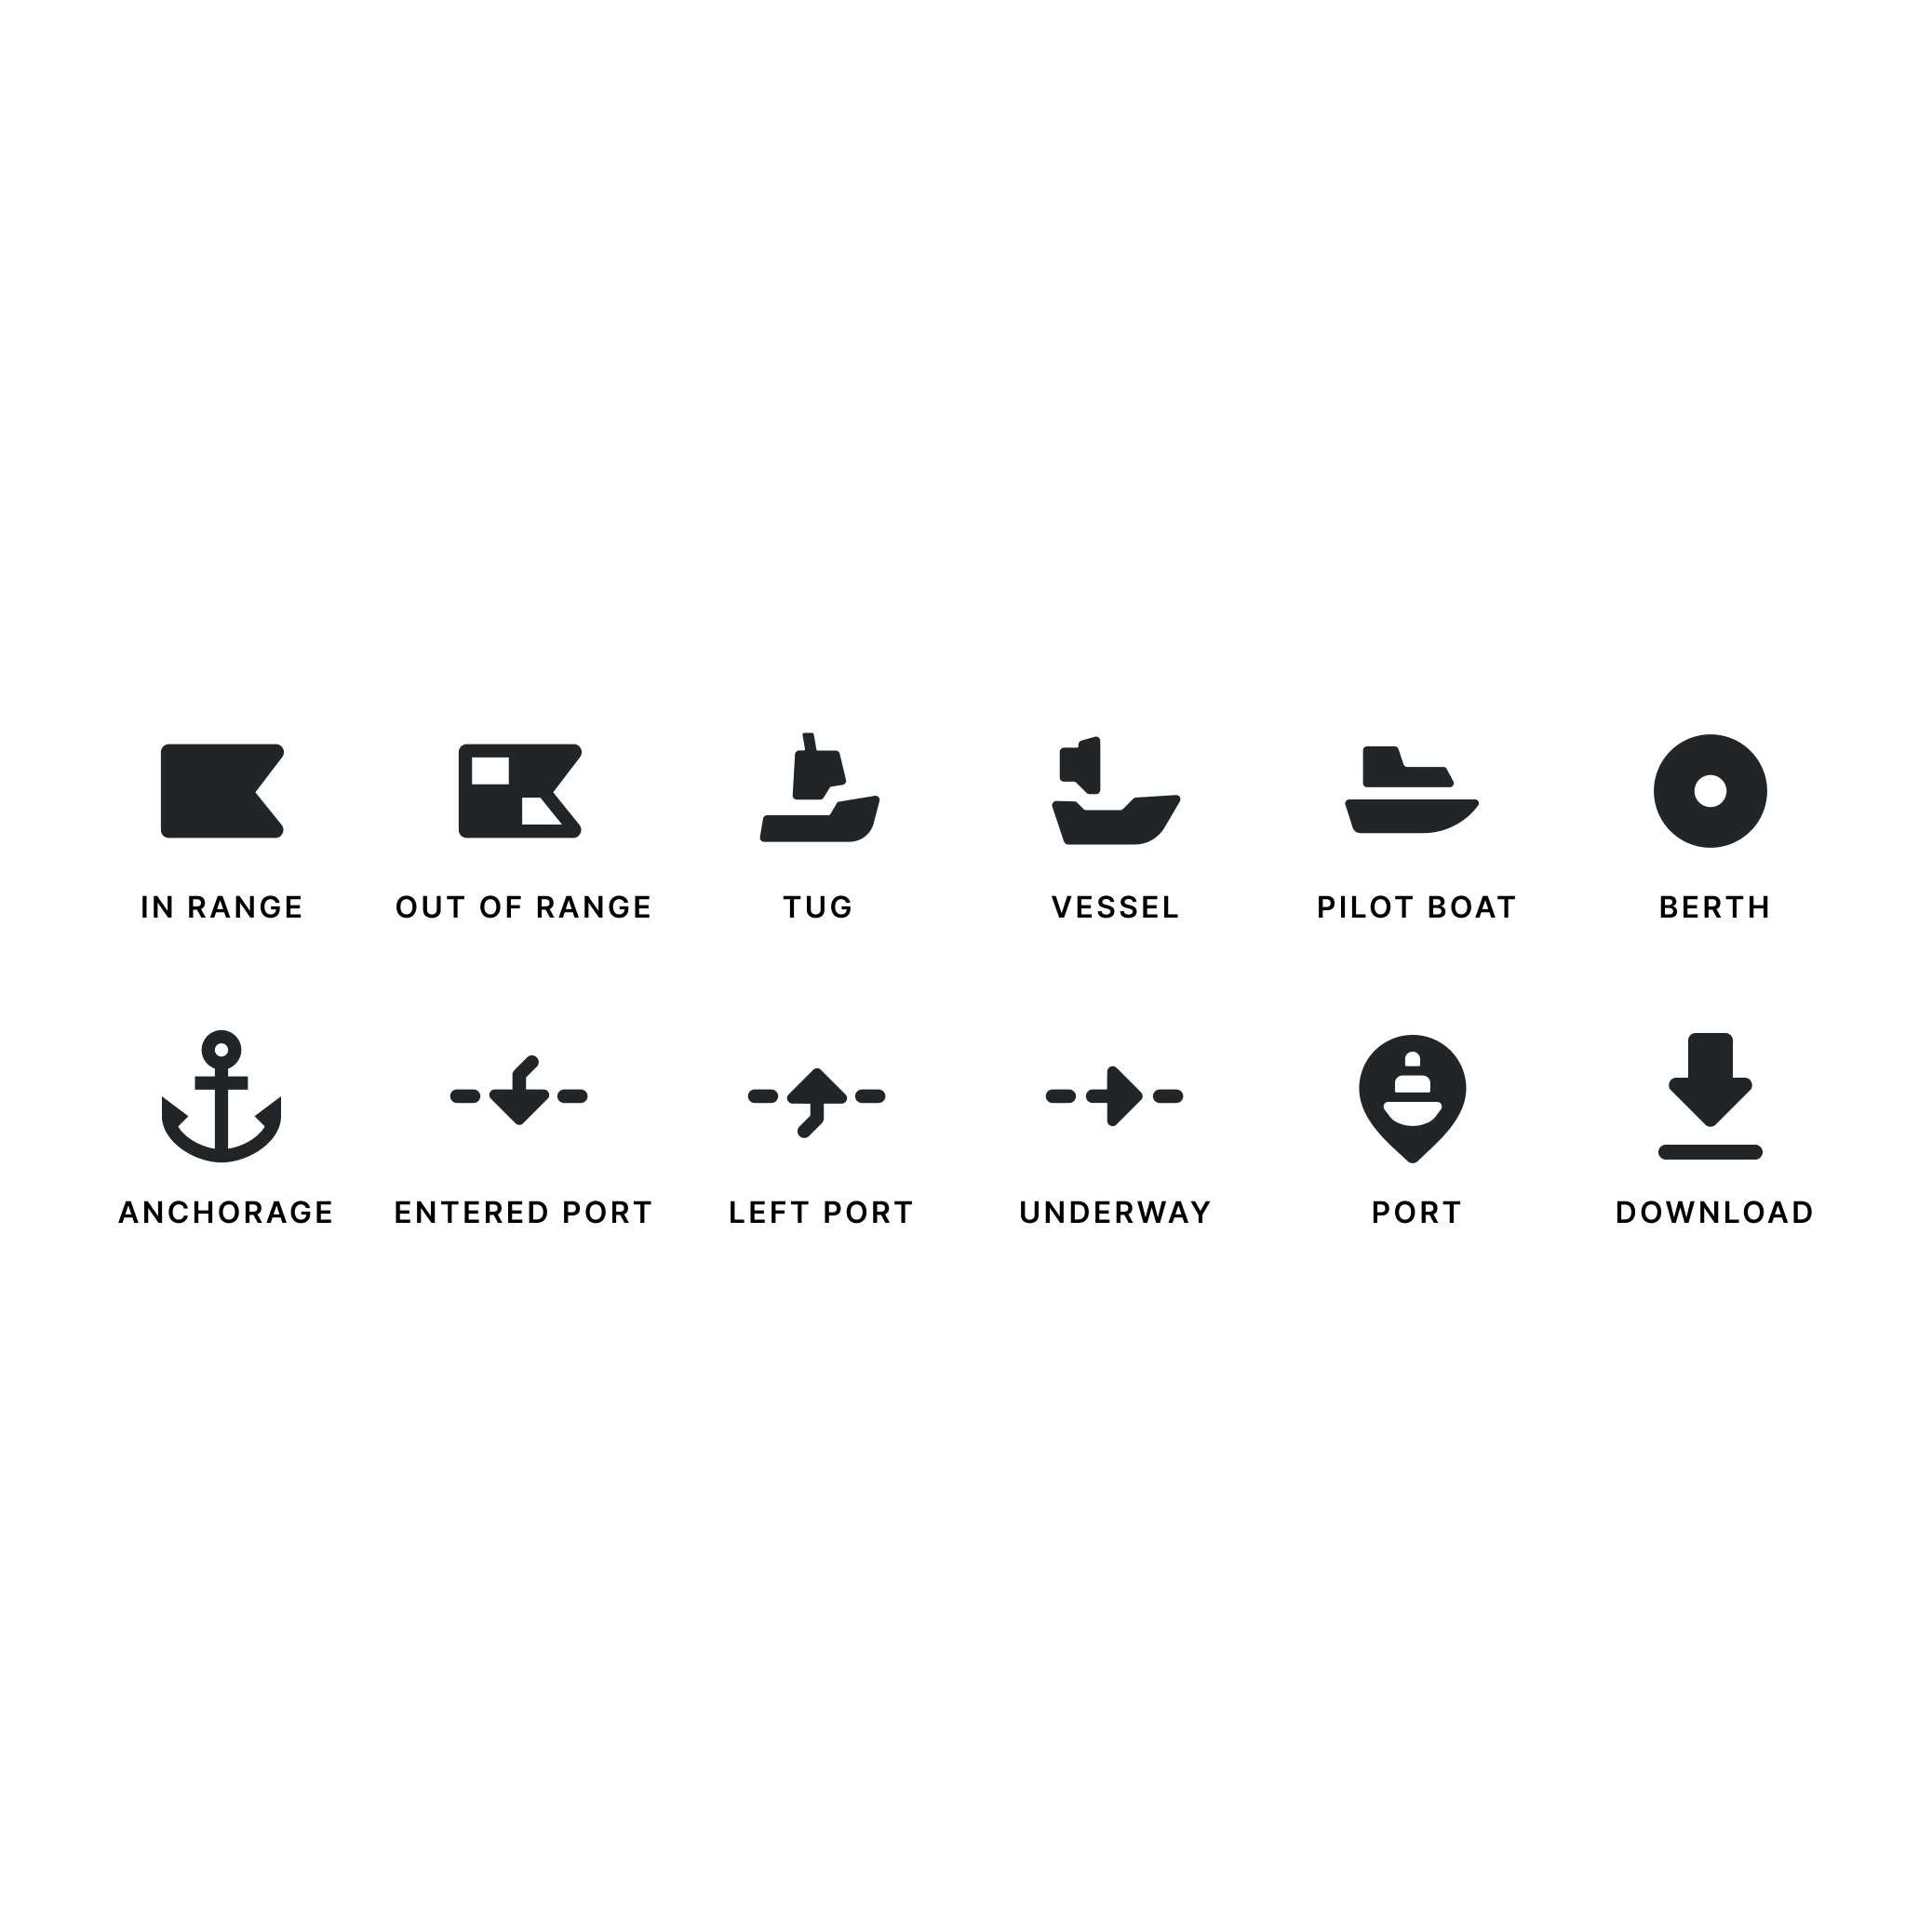 IN RANGE
OUT OF RANGE
TUG
VESSEL
PILOT BOAT
BERTH
ANCHORAGE
ENTERED PORT
LEFT PORT
UNDERWAY
PORT
DOWNLOAD